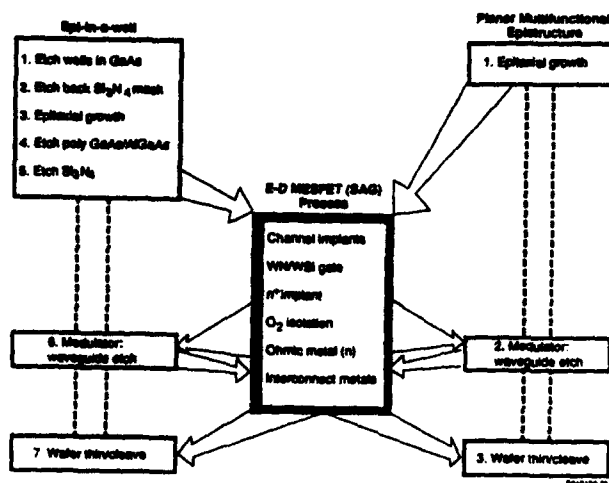 Epi-in-a-well
1. Etch wells in GaAs
2. Etch back Si3N4 mask
3. Epitaxial growth
4. Etch poly GaAs/AlGaAs
5. Etch Si3N4
Planar Multifunctional
Epistructure
1. Epitaxial growth
E-D MESFET (SAG)
Process
Channel implants
WN/WSi gate
n+ implant
O2 isolation
Ohmic metal (n)
Interconnect metals
6. Modulator:
waveguide etch
2. Modulator:
waveguide etch
7 Wafer thin/cleave
3. Wafer thin/cleave